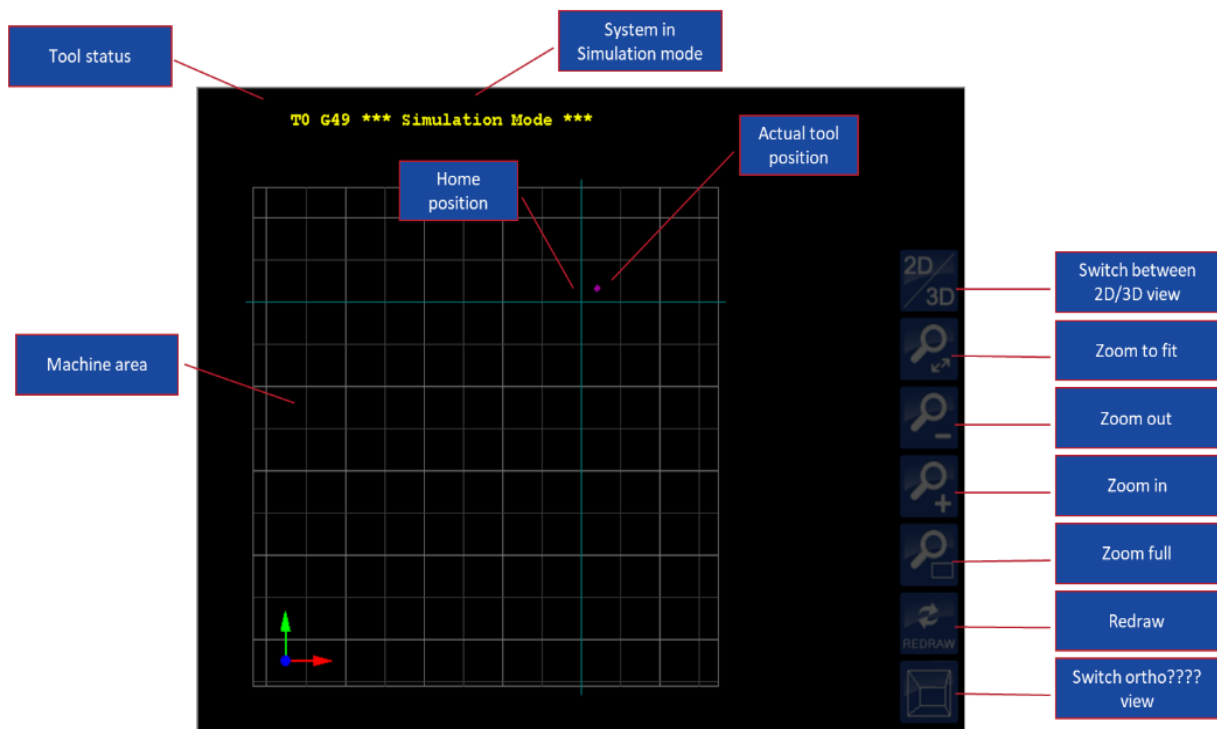 System in
Simulation mode
Tool status
T0 G49 *** Simulation Mode ***
Actual tool
position
Home
position
2D
3D
Switch between
2D/3D view
Machine area
Zoom to fit
Zoom out
Zoom in
Zoom full
REDRAW
Redraw
Switch ortho????
view